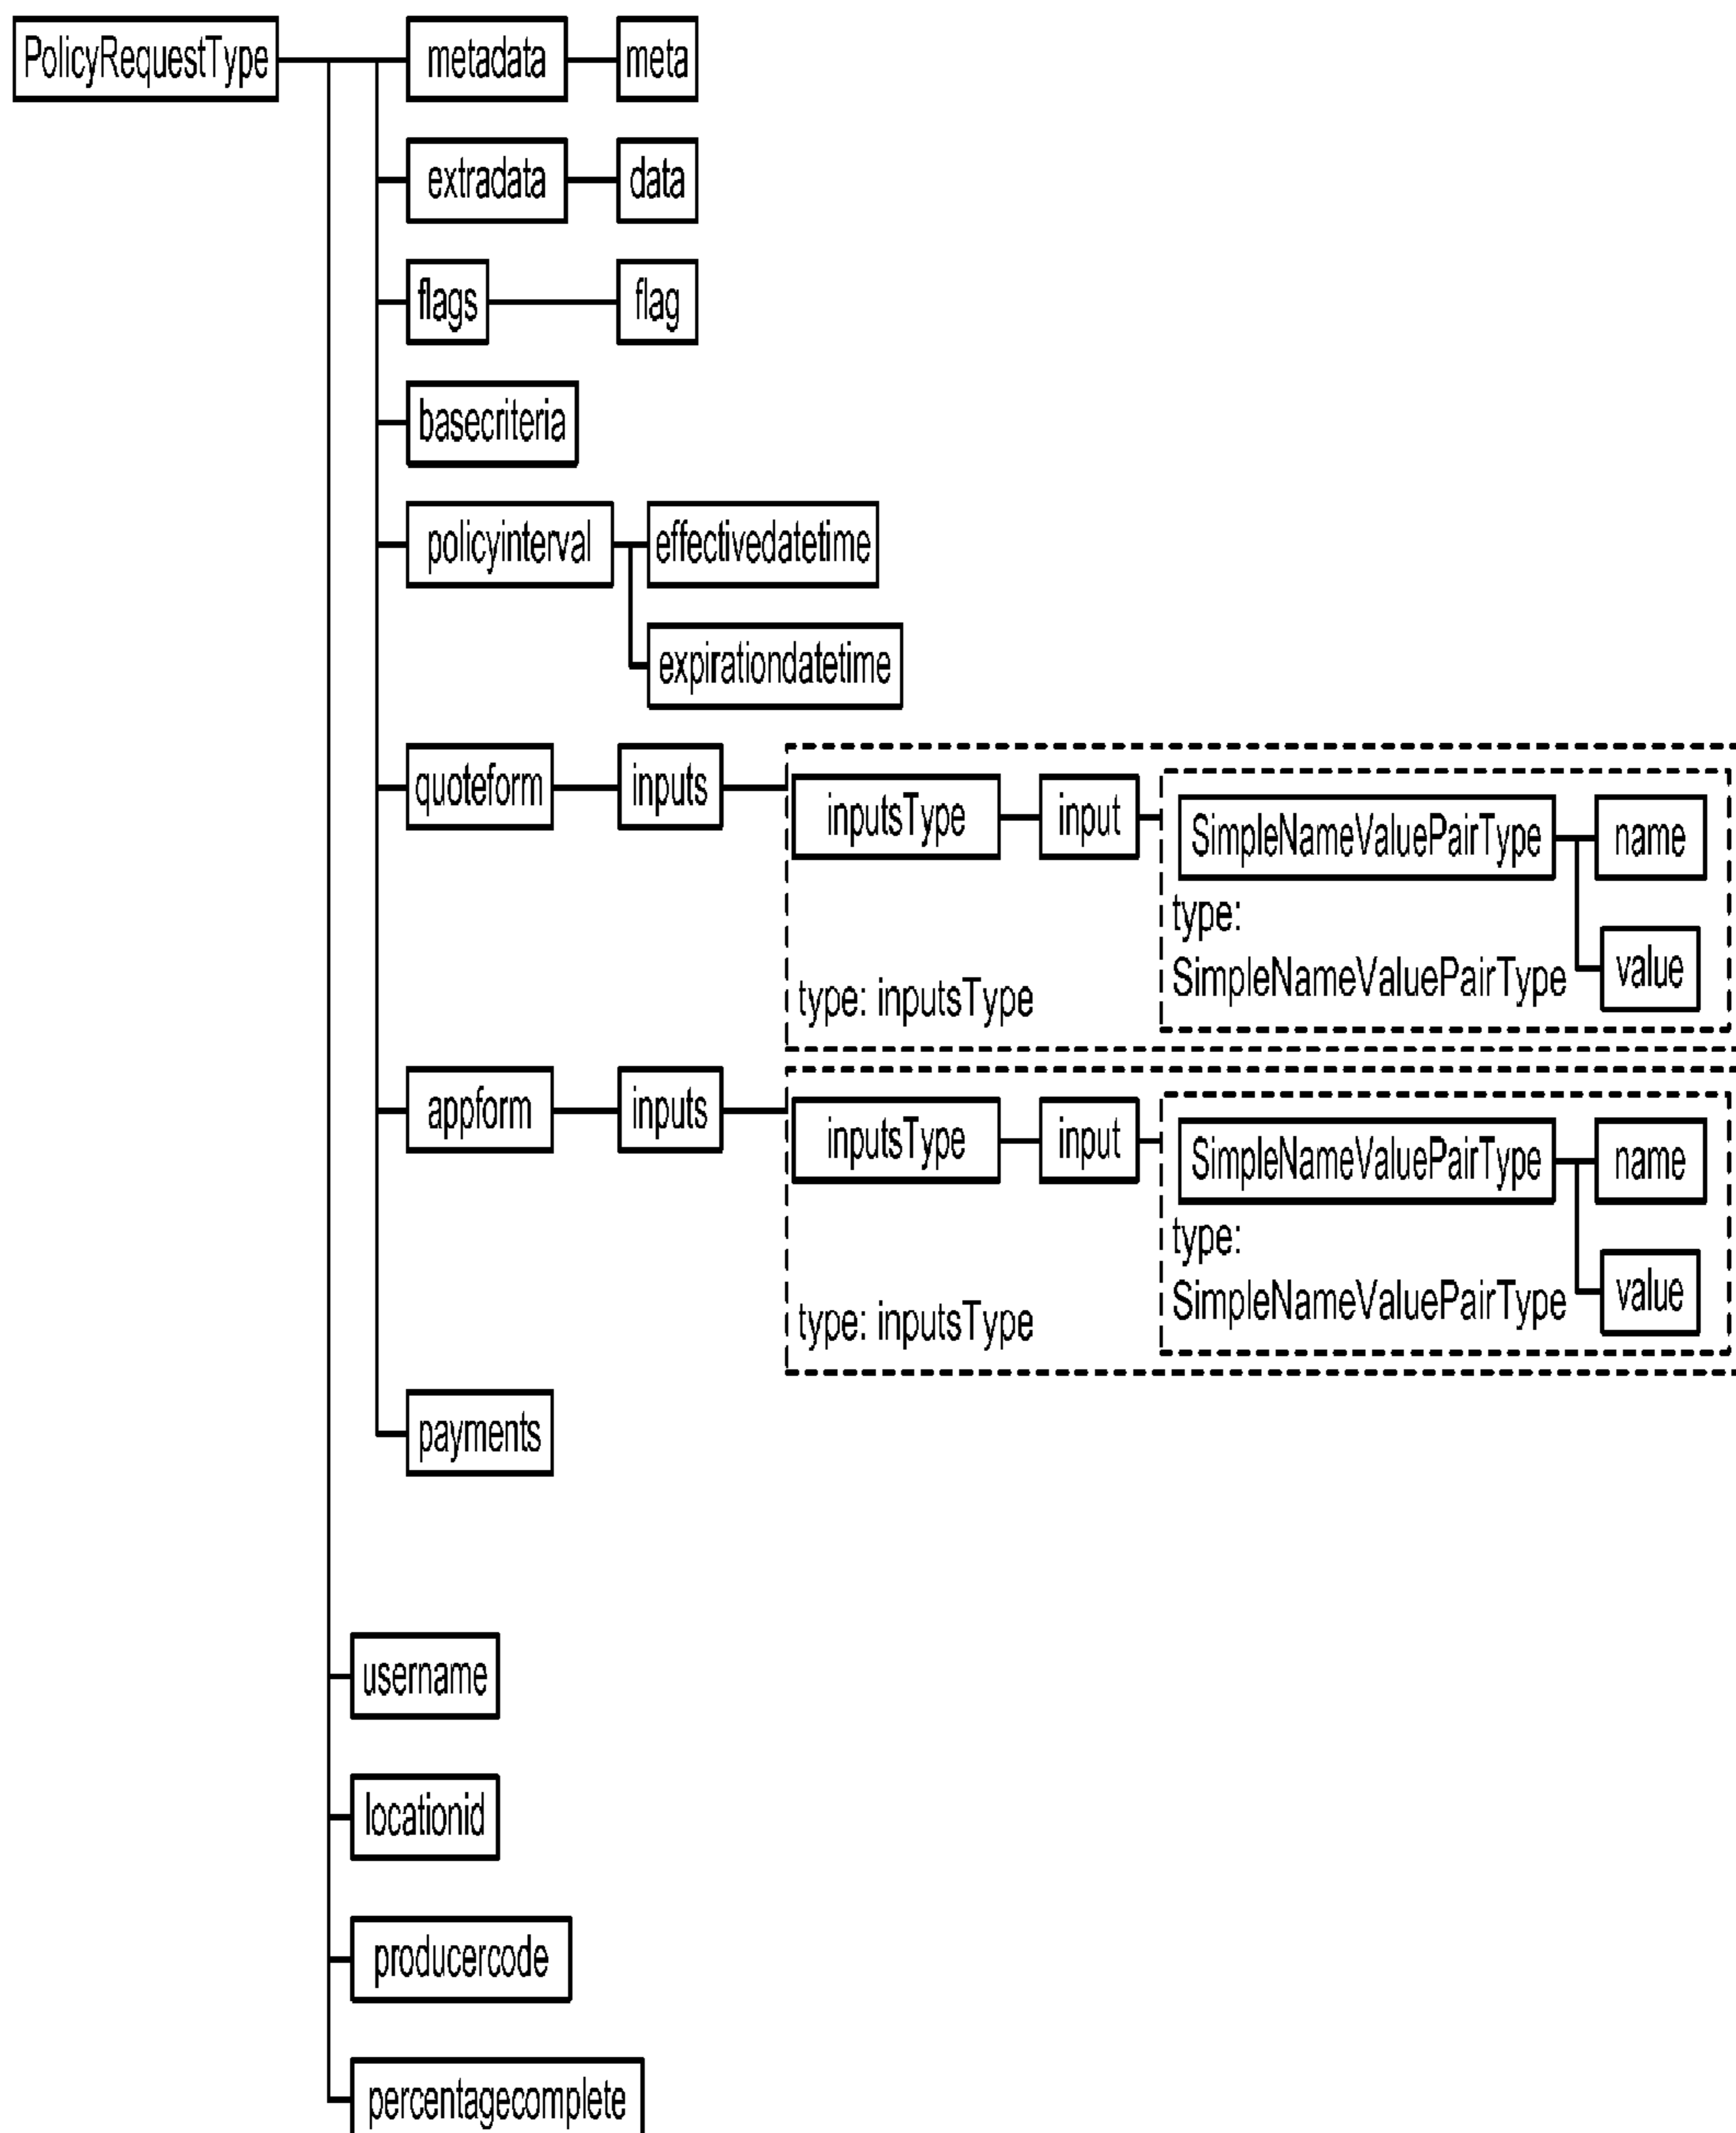 PolicyRequestType metadata meta
extradata data
flags flag
basecriteria
policyinterval effectivedatetime
expirationdatetime
quoteform inputs inputsType input SimpleNameValuePairType name
type:
SimpleNameValuePairType value
type: inputsType
appform inputs inputsType input SimpleNameValuePairType name
type:
SimpleNameValuePairType value
type: inputsType
payments
username
locationid
producercode
percentagecomplete